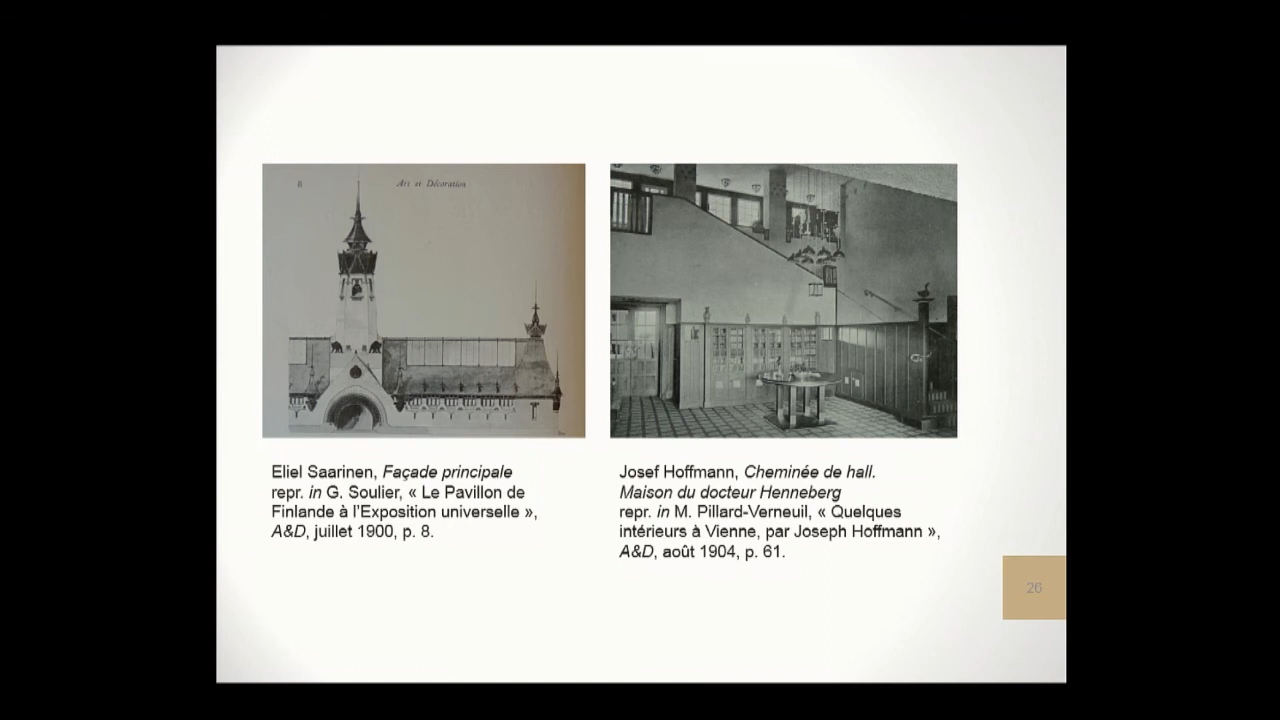 8 Art et Décoration
Eliel Saarinen, Façade principale
repr. in G. Soulier, « Le Pavillon de
Finlande à l'Exposition universelle »,
A&D, juillet 1900, p. 8.
Josef Hoffmann, Cheminée de hall.
Maison du docteur Henneberg
repr. in M. Pillard-Verneuil, « Quelques
intérieurs à Vienne, par Joseph Hoffmann »,
A&D, août 1904, p. 61.
26